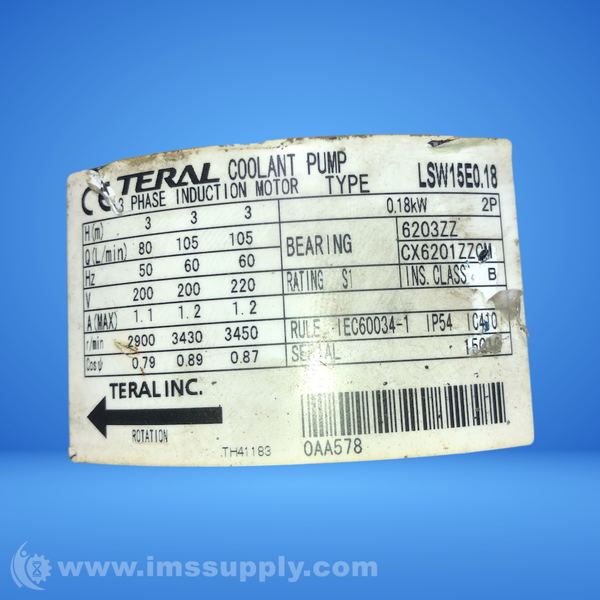 CE TERAL COOLANT PUMP
3 PHASE INDUCTION MOTOR TYPE LSW15E0.18
H(m) 3 3 3 0.18kW 2P
Q(L/min) 80 105 105 BEARING 6203ZZ
Hz 50 60 60 CX6201ZZCM
V 200 200 220 RATING S1 INS.CLASS B
A(MAX) 1.1 1.2 1.2
r/min 2900 3430 3450 RULE IEC60034-1 IP54 IC410
Cosψ 0.79 0.89 0.87 SERIAL
TERAL INC.
ROTATION
TH41183
0AA578
www.imssupply.com